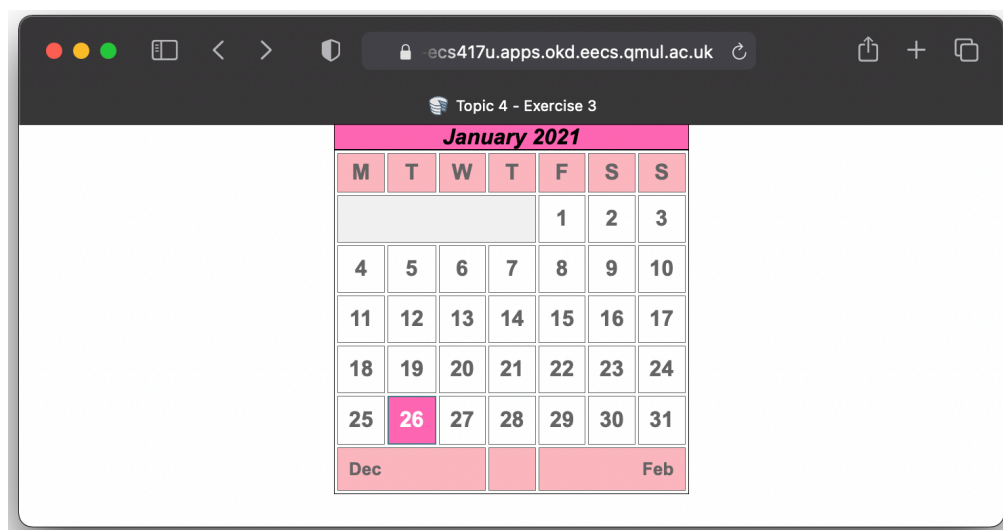 -ecs417u.apps.okd.eecs.qmul.ac.uk
Topic 4 - Exercise 3
January 2021
M T W T F S S
1 2 3
4 5 6 7 8 9 10
11 12 13 14 15 16 17
18 19 20 21 22 23 24
25 26 27 28 29 30 31
Dec Feb